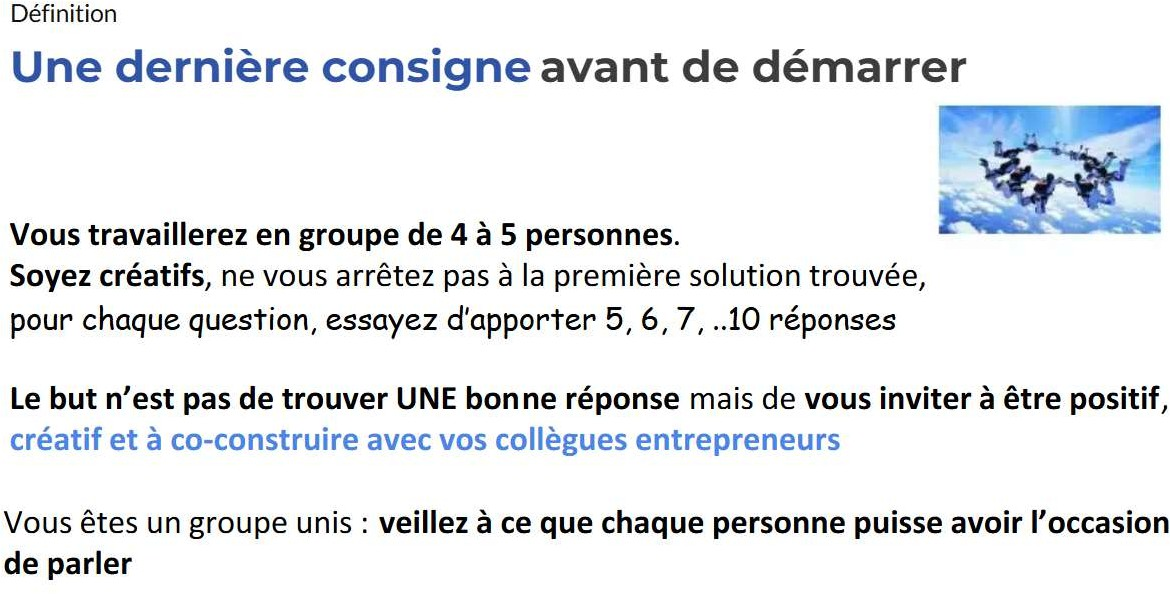 Définition
Une dernière consigne avant de démarrer
Vous travaillerez en groupe de 4 à 5 personnes.
Soyez créatifs, ne vous arrêtez pas à la première solution trouvée,
pour chaque question, essayez d’apporter 5, 6, 7, ..10 réponses
Le but n’est pas de trouver UNE bonne réponse mais de vous inviter à être positif,
créatif et à co-construire avec vos collègues entrepreneurs
Vous êtes un groupe unis : veillez à ce que chaque personne puisse avoir l’occasion
de parler